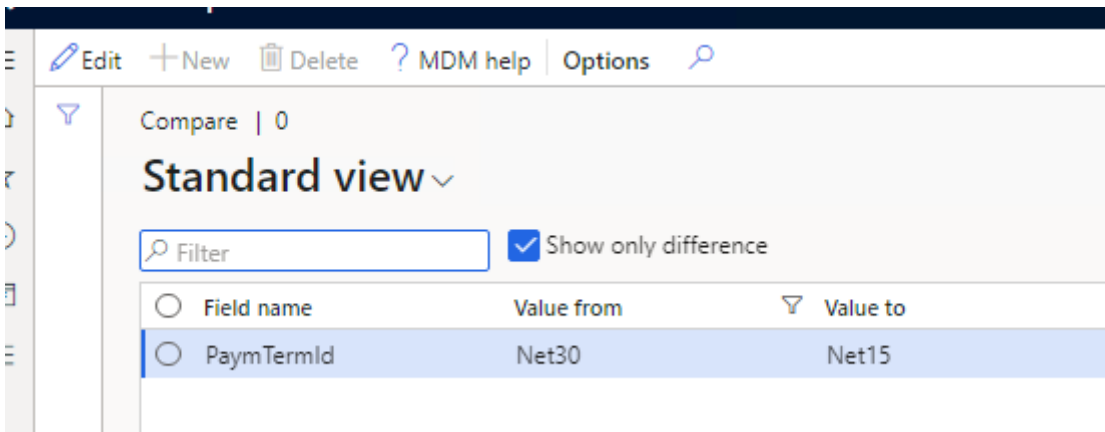 Edit New Delete ? MDM help Options
Compare | 0
Standard view
Filter Show only difference
Field name Value from Value to
PaymTermId Net30 Net15